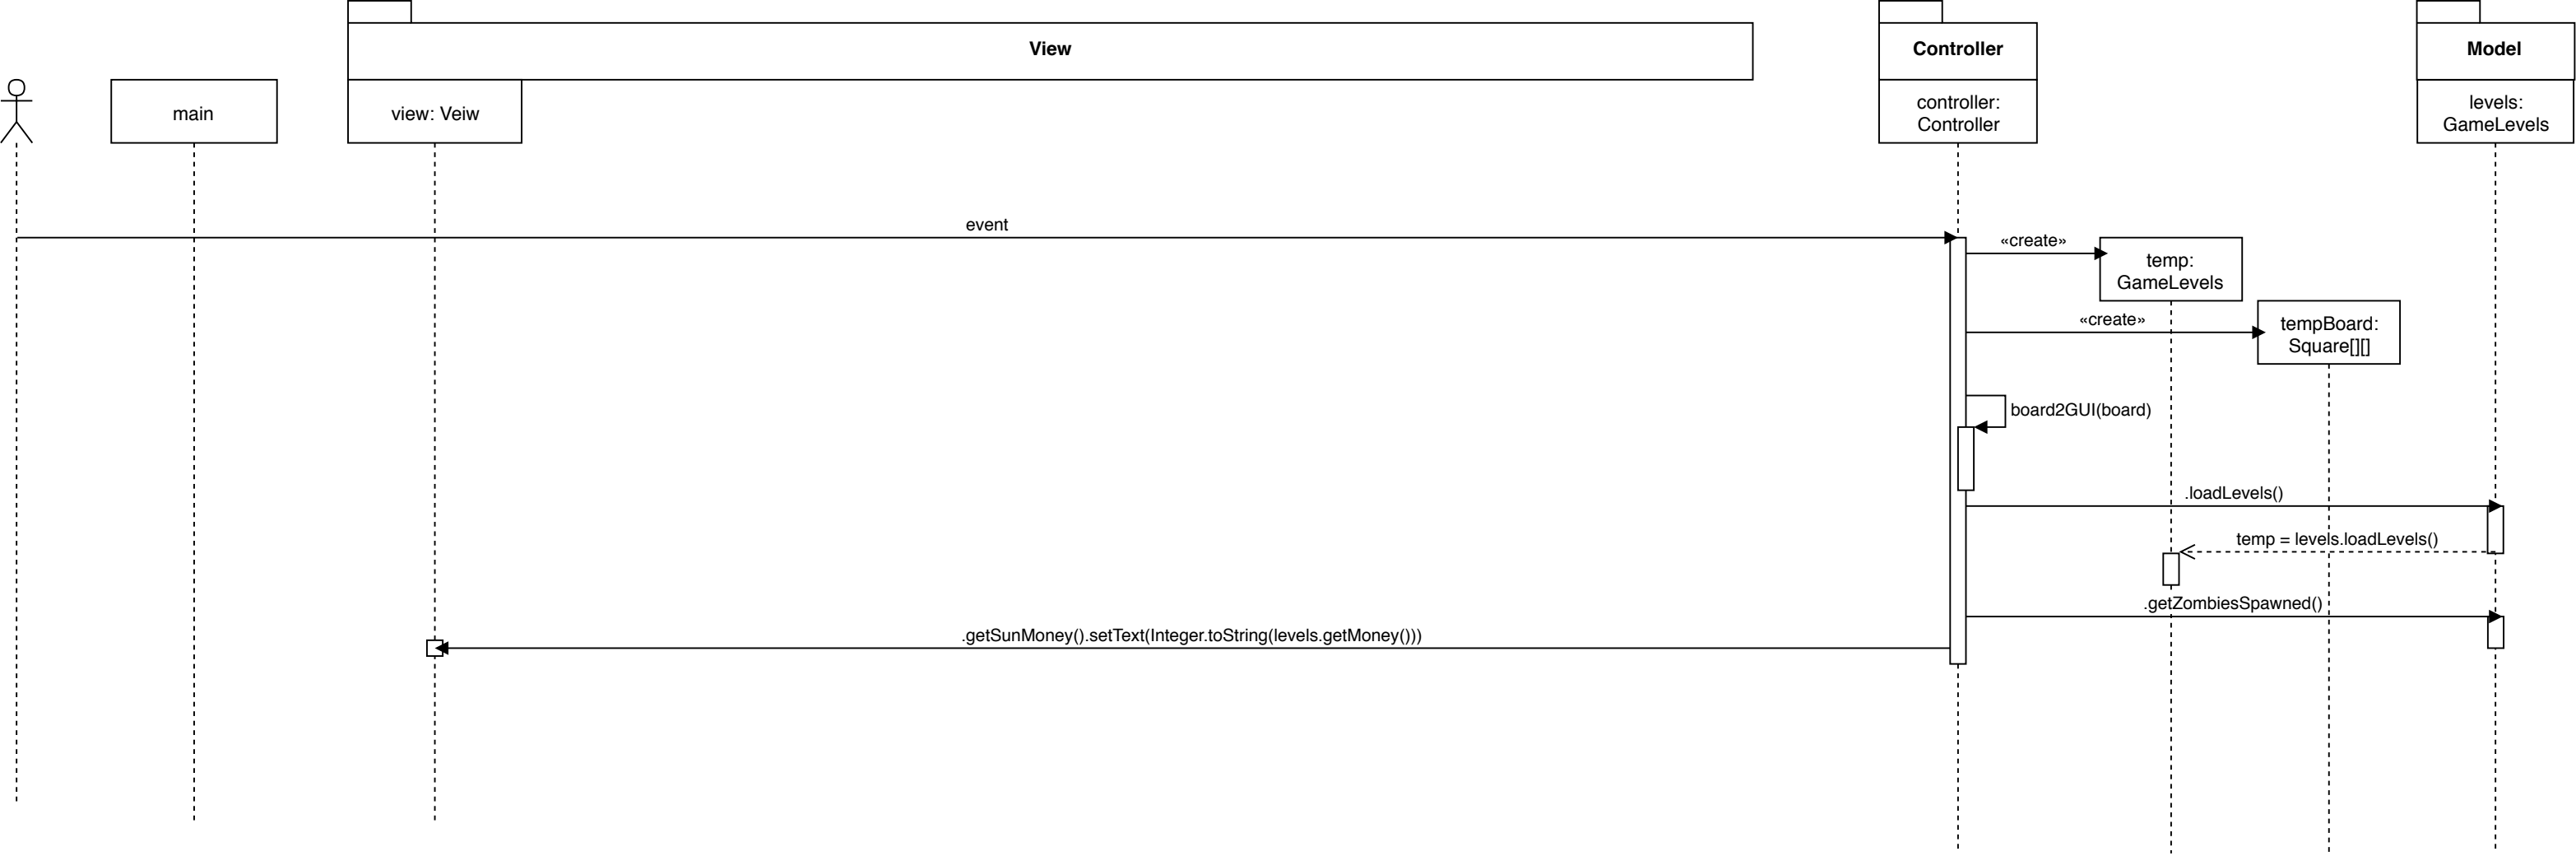 View
Controller
Model
main
view: Veiw
controller:
Controller
levels:
GameLevels
event
«create»
temp:
GameLevels
«create»
tempBoard:
Square[][]
board2GUI(board)
.loadLevels()
temp = levels.loadLevels()
.getZombiesSpawned()
.getSunMoney().setText(Integer.toString(levels.getMoney()))